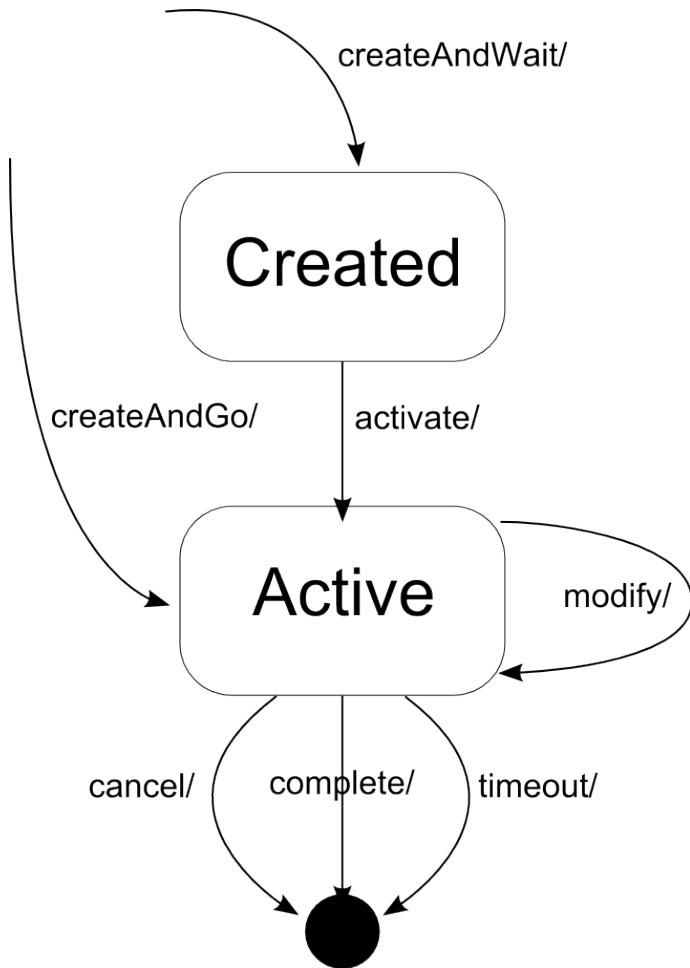 createAndWait/
Created
createAndGo/
activate/
Active
modify/
cancel/
complete/
timeout/